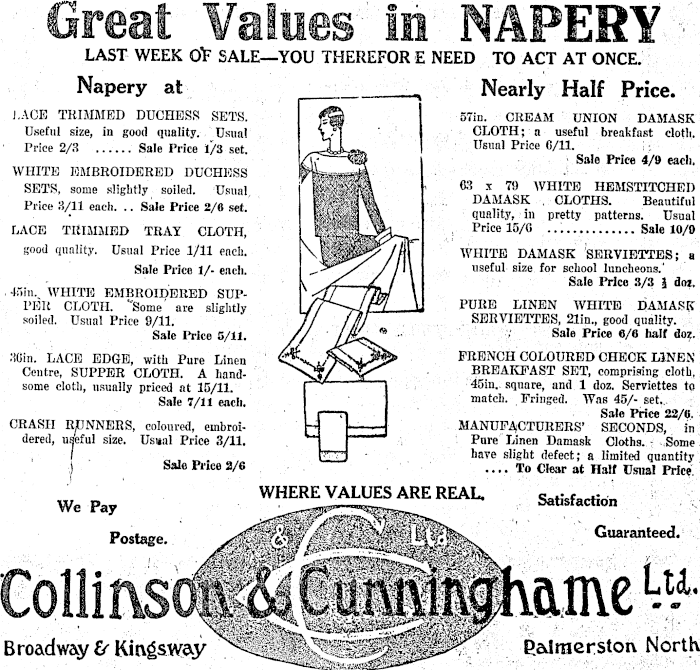 Great Values in NAPERY
LAST WEEK OF SALE—YOU THEREFORE NEED TO ACT AT ONCE.
Napery at
LACE TRIMMED DUCHESS SETS.
Useful size, in good quality. Usual
Price 2/3 ...... Sale Price 1/3 set.
WHITE EMBROIDERED DUCHESS
SETS, some slightly soiled. Usual
Price 3/11 each. .. Sale Price 2/6 set.
LACE TRIMMED TRAY CLOTH,
good quality. Usual Price 1/11 each.
Sale Price 1/- each.
45in. WHITE EMBROIDERED SUP-
PER CLOTH. Some are slightly
soiled. Usual Price 9/11.
Sale Price 5/11.
36in. LACE EDGE, with Pure Linen
Centre, SUPPER CLOTH. A hand-
some cloth, usually priced at 15/11.
Sale 7/11 each.
CRASH RUNNERS, coloured, embroi-
dered, useful size. Usual Price 3/11.
Sale Price 2/6
Nearly Half Price.
57in. CREAM UNION DAMASK
CLOTH; a useful breakfast cloth.
Usual Price 6/11.
Sale Price 4/9 each.
63 x 79 WHITE HEMSTITCHED
DAMASK CLOTHS. Beautiful
quality, in pretty patterns. Usual
Price 15/6 .............. Sale 10/9
WHITE DAMASK SERVIETTES; a
useful size for school luncheons.
Sale Price 3/3 ½ doz.
PURE LINEN WHITE DAMASK
SERVIETTES, 21in., good quality.
Sale Price 6/6 half doz.
FRENCH COLOURED CHECK LINEN
BREAKFAST SET, comprising cloth,
45in. square, and 1 doz. Serviettes to
match. Fringed. Was 45/- set.
Sale Price 22/6.
MANUFACTURERS' SECONDS, in
Pure Linen Damask Cloths. Some
have slight defect; a limited quantity
.... To Clear at Half Usual Price.
WHERE VALUES ARE REAL.
We Pay
Postage.
Satisfaction
Guaranteed.
& Ltd
Collinson & Cunninghame Ltd.
Broadway & Kingsway
Palmerston North